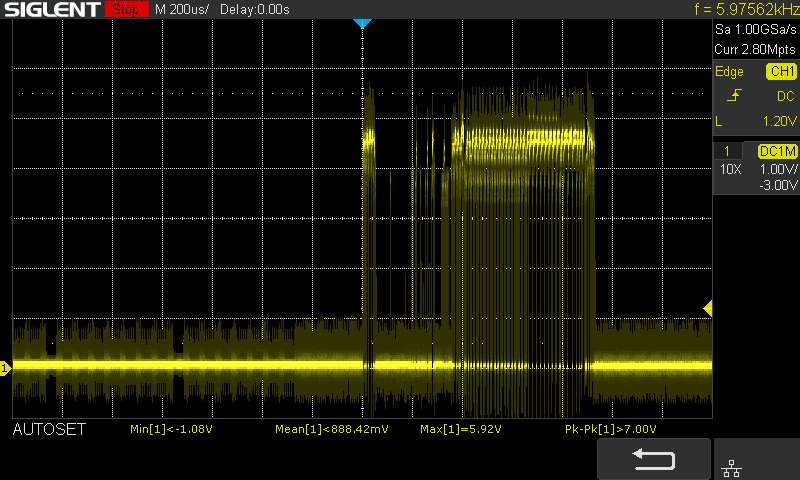 SIGLENT Stop M 200us/ Delay:0.00s f = 5.97562kHz
Sa 1.00GSa/s
Curr 2.80Mpts
Edge CH1
DC
L 1.20V
1 DC1M
10X 1.00V/
-3.00V
1
AUTOSET Min[1]<-1.08V Mean[1]<888.42mV Max[1]=5.92V Pk-Pk[1]>7.00V